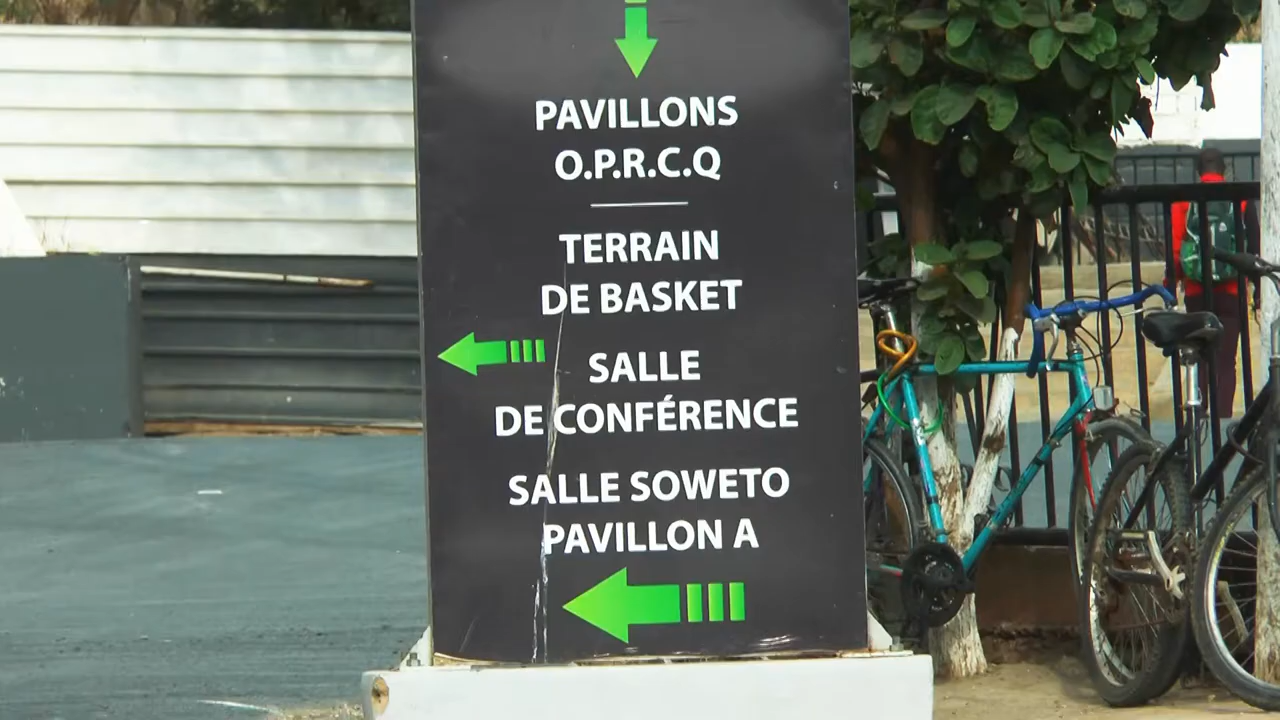 PAVILLONS
O.P.R.C.Q
TERRAIN
DE BASKET
SALLE
DE CONFÉRENCE
SALLE SOWETO
PAVILLON A